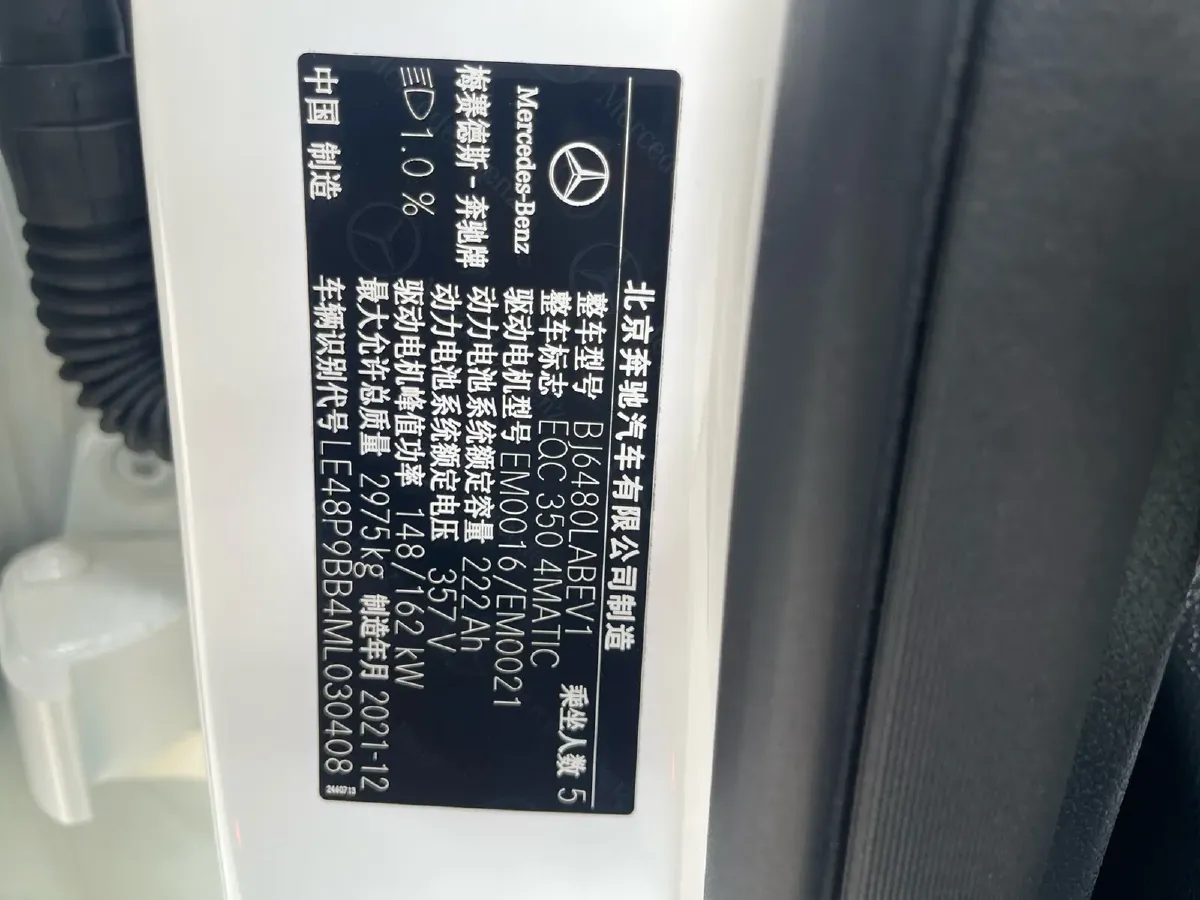 北京奔驰汽车有限公司制造
Mercedes-Benz
梅赛德斯-奔驰牌
1.0 %
中国 制造
整车型号 BJ6480LABEV1 乘坐人数 5
整车标志 EQC 350 4MATIC
驱动电机型号 EM0016/EM0021
动力电池系统额定容量 222 Ah
动力电池系统额定电压 357 V
驱动电机峰值功率 148/162 kW
最大允许总质量 2975kg 制造年月 2021-12
车辆识别代号 LE48P9BB4ML030408
2460713